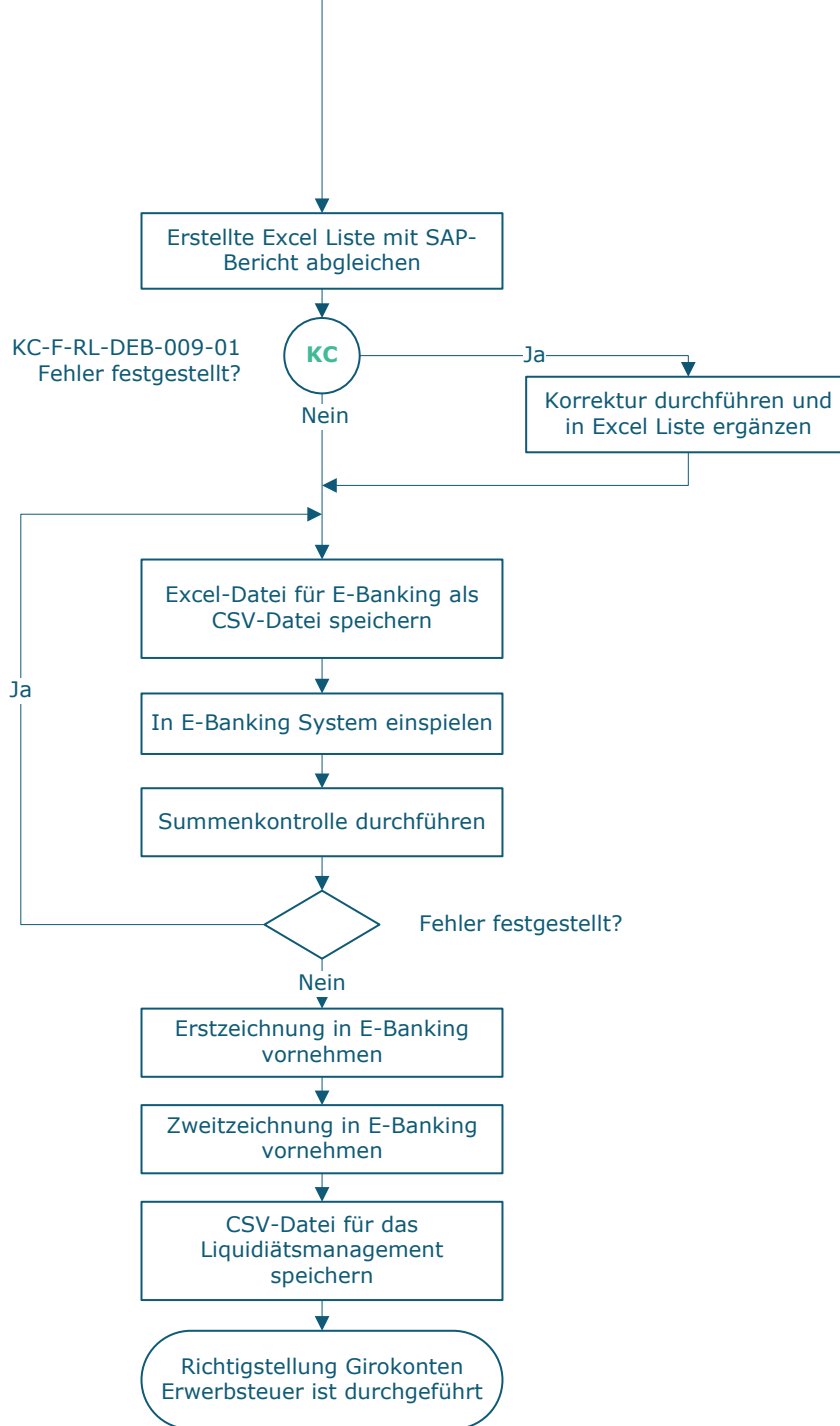 Erstellte Excel Liste mit SAP-
Bericht abgleichen
KC-F-RL-DEB-009-01
Fehler festgestellt?
KC
Ja
Nein
Korrektur durchführen und
in Excel Liste ergänzen
Excel-Datei für E-Banking als
CSV-Datei speichern
Ja
In E-Banking System einspielen
Summenkontrolle durchführen
Fehler festgestellt?
Nein
Erstzeichnung in E-Banking
vornehmen
Zweitzeichnung in E-Banking
vornehmen
CSV-Datei für das
Liquidiätsmanagement
speichern
Richtigstellung Girokonten
Erwerbsteuer ist durchgeführt